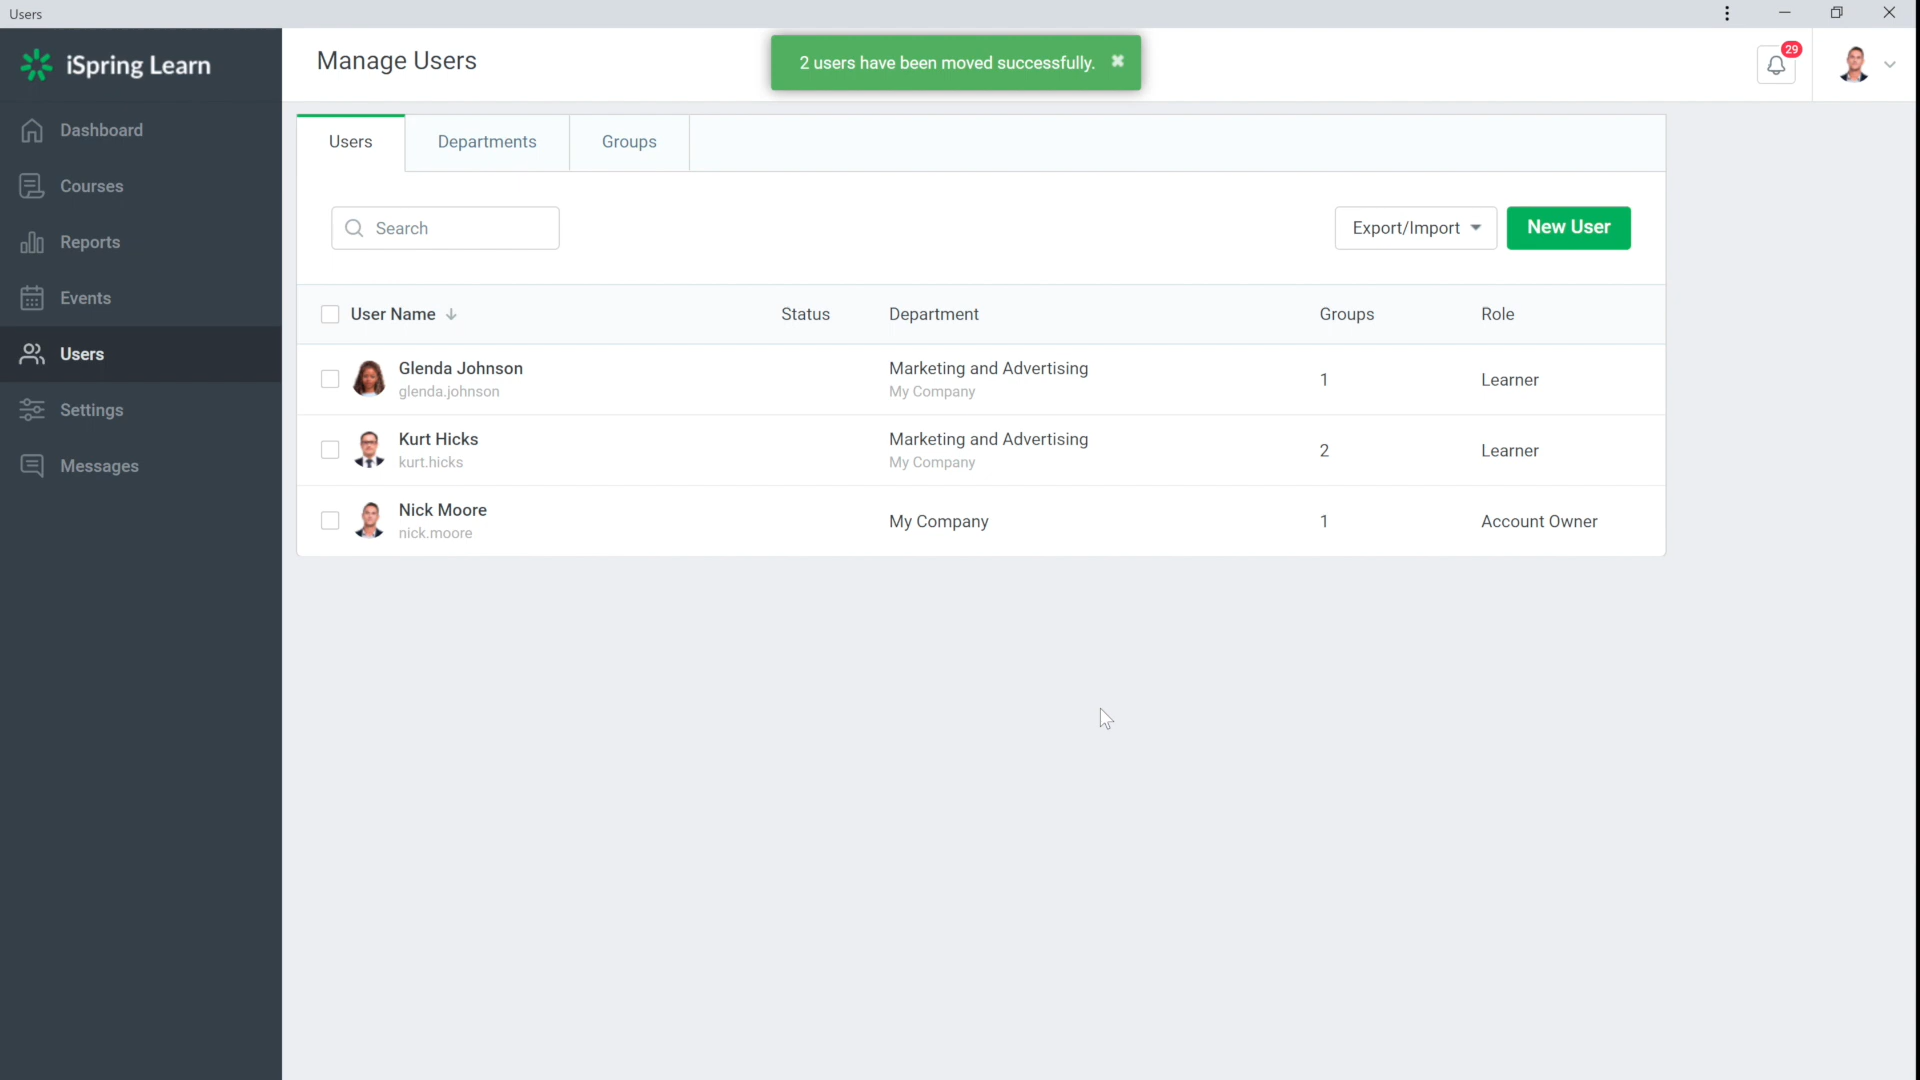 Users
iSpring Learn
Manage Users
2 users have been moved successfully.
29
Dashboard
Courses
Reports
Events
Users
Settings
Messages
Users
Departments
Groups
Search
Export/Import
New User
User Name
Status
Department
Groups
Role
Glenda Johnson
glenda.johnson
Marketing and Advertising
My Company
1
Learner
Kurt Hicks
kurt.hicks
Marketing and Advertising
My Company
2
Learner
Nick Moore
nick.moore
My Company
1
Account Owner